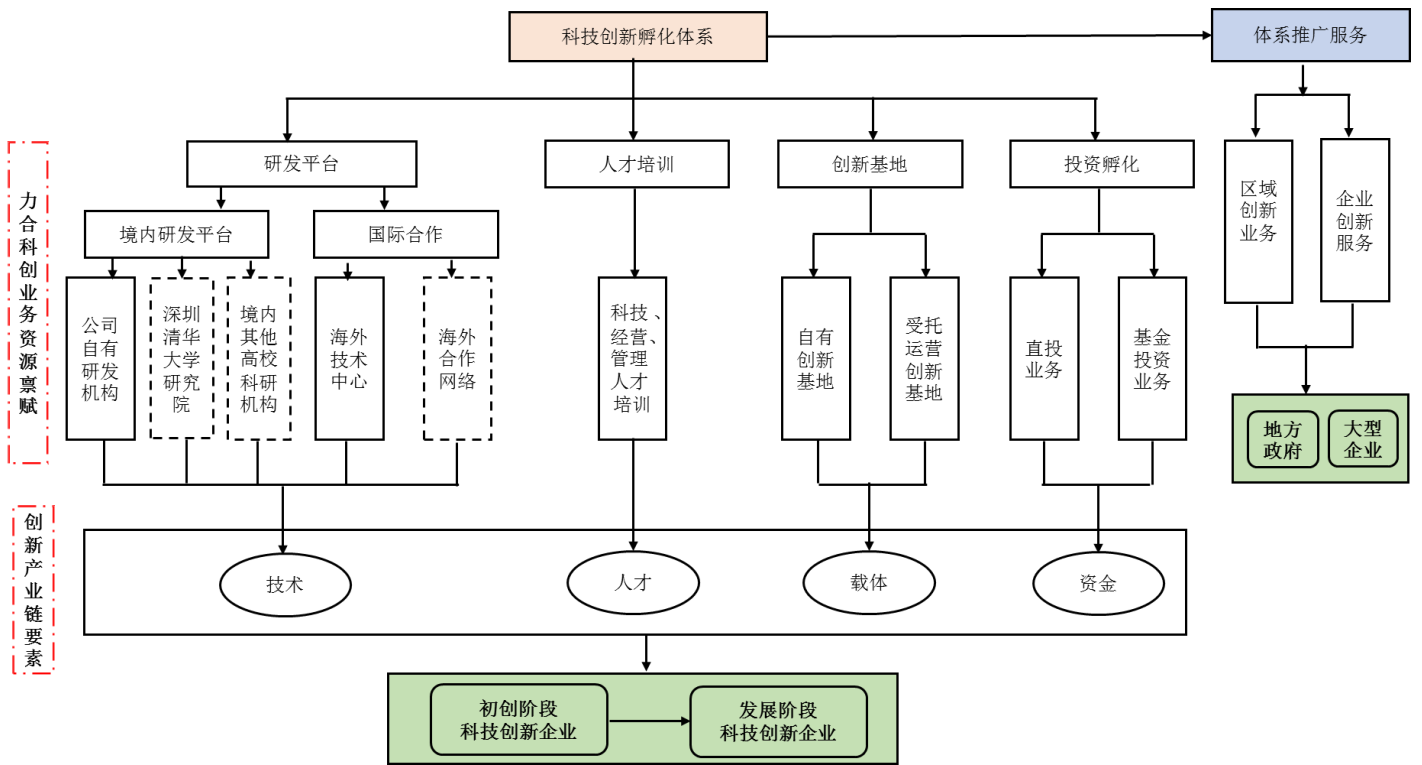 科技创新孵化体系
体系推广服务
研发平台
人才培训
创新基地
投资孵化
区域
创新
业务
企业
创新
服务
力合科创业务资源禀赋
境内研发平台
国际合作
公司
自有
研发
机构
深圳
清华
大学
研究
院
境内
其他
高校
科研
机构
海外
技术
中心
海外
合作
网络
科技、
经营、
管理
人才
培训
自有
创新
基地
受托
运营
创新
基地
直投
业务
基金
投资
业务
地方
政府
大型
企业
创新产业链要素
技术
人才
载体
资金
初创阶段
科技创新企业
发展阶段
科技创新企业